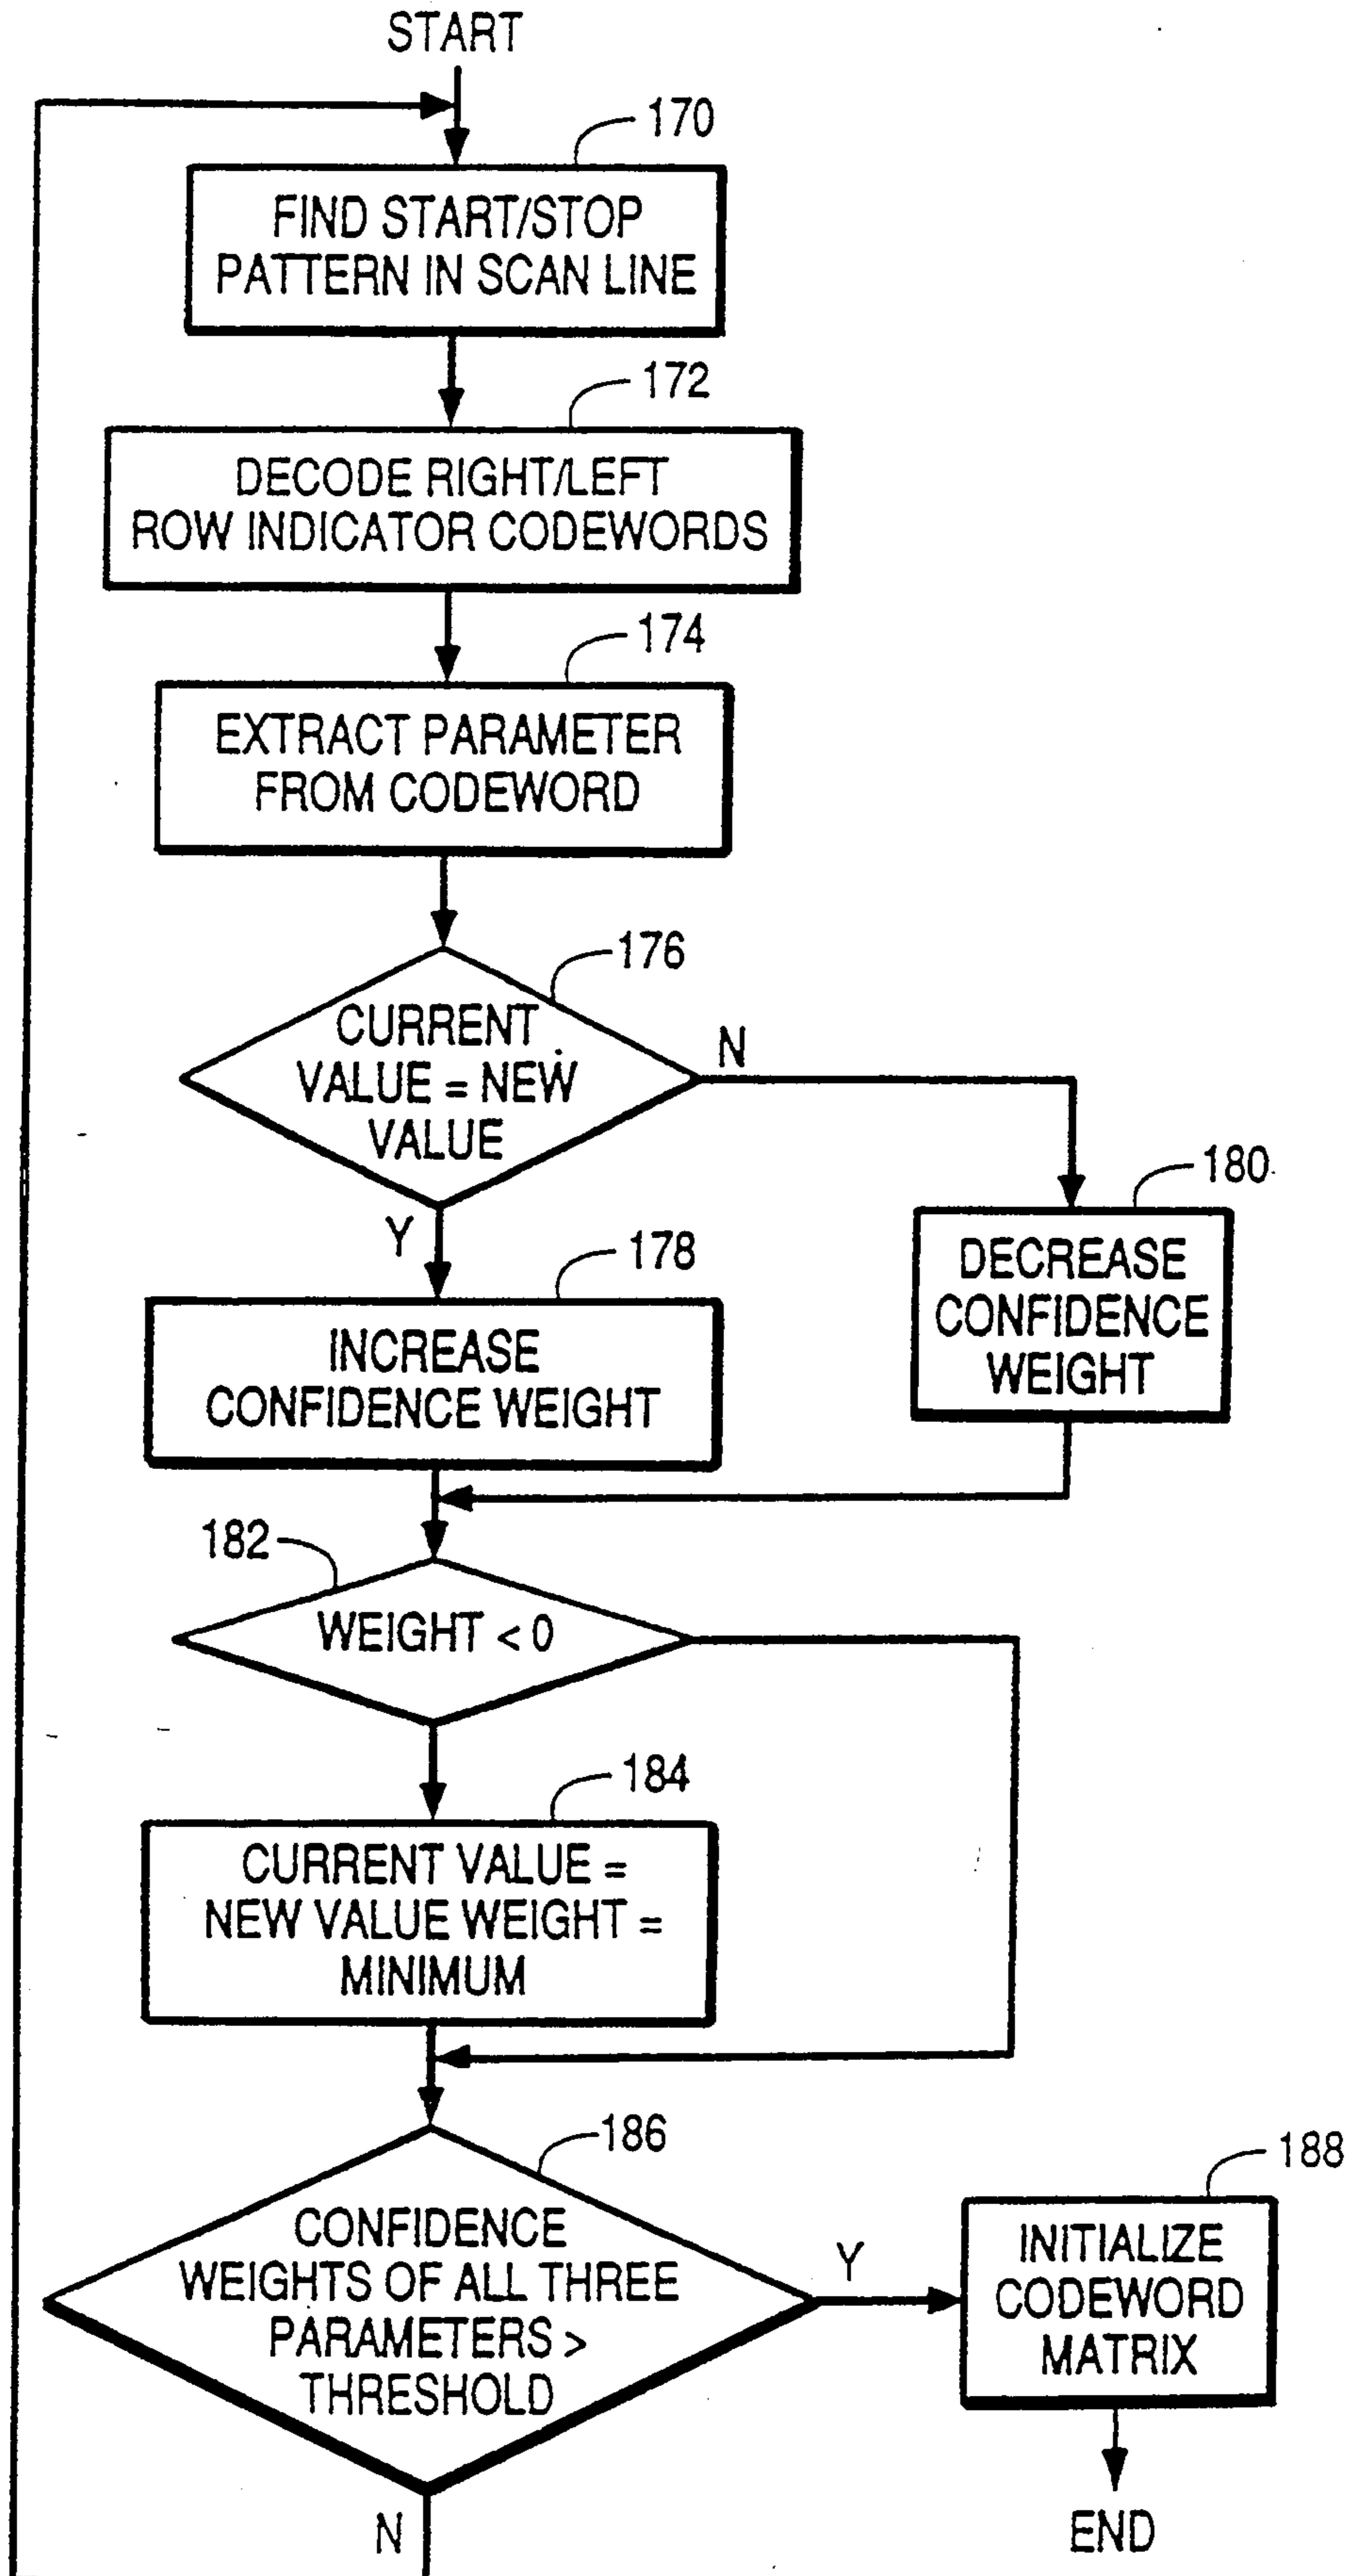 START
170
FIND START/STOP
PATTERN IN SCAN LINE
172
DECODE RIGHT/LEFT
ROW INDICATOR CODEWORDS
174
EXTRACT PARAMETER
FROM CODEWORD
176
CURRENT
VALUE = NEW
VALUE
N
Y
180
DECREASE
CONFIDENCE
WEIGHT
178
INCREASE
CONFIDENCE WEIGHT
182
WEIGHT < 0
184
CURRENT VALUE =
NEW VALUE WEIGHT =
MINIMUM
186
CONFIDENCE
WEIGHTS OF ALL THREE
PARAMETERS >
THRESHOLD
Y
N
188
INITIALIZE
CODEWORD
MATRIX
END